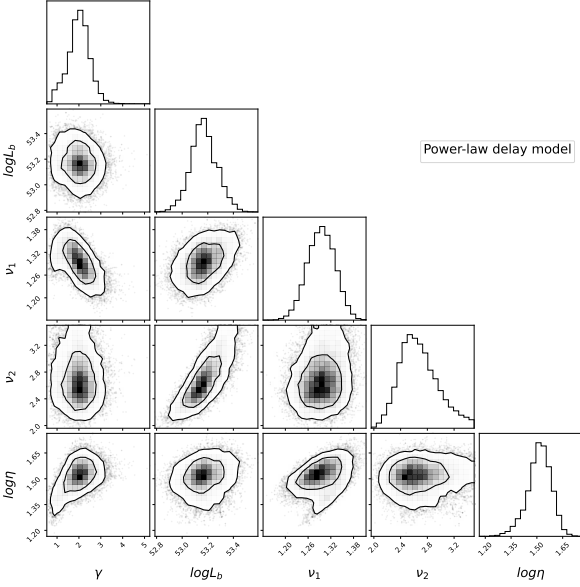 53.4
53.2
53.0
52.8
logL_b
Power-law delay model
1.38
1.32
1.26
1.20
ν_1
3.2
2.8
2.4
2.0
ν_2
1.65
1.50
1.35
1.20
logη
1 2 3 4 5
52.8 53.0 53.2 53.4
1.20 1.26 1.32 1.38
2.0 2.4 2.8 3.2
1.20 1.35 1.50 1.65
γ logL_b ν_1 ν_2 logη